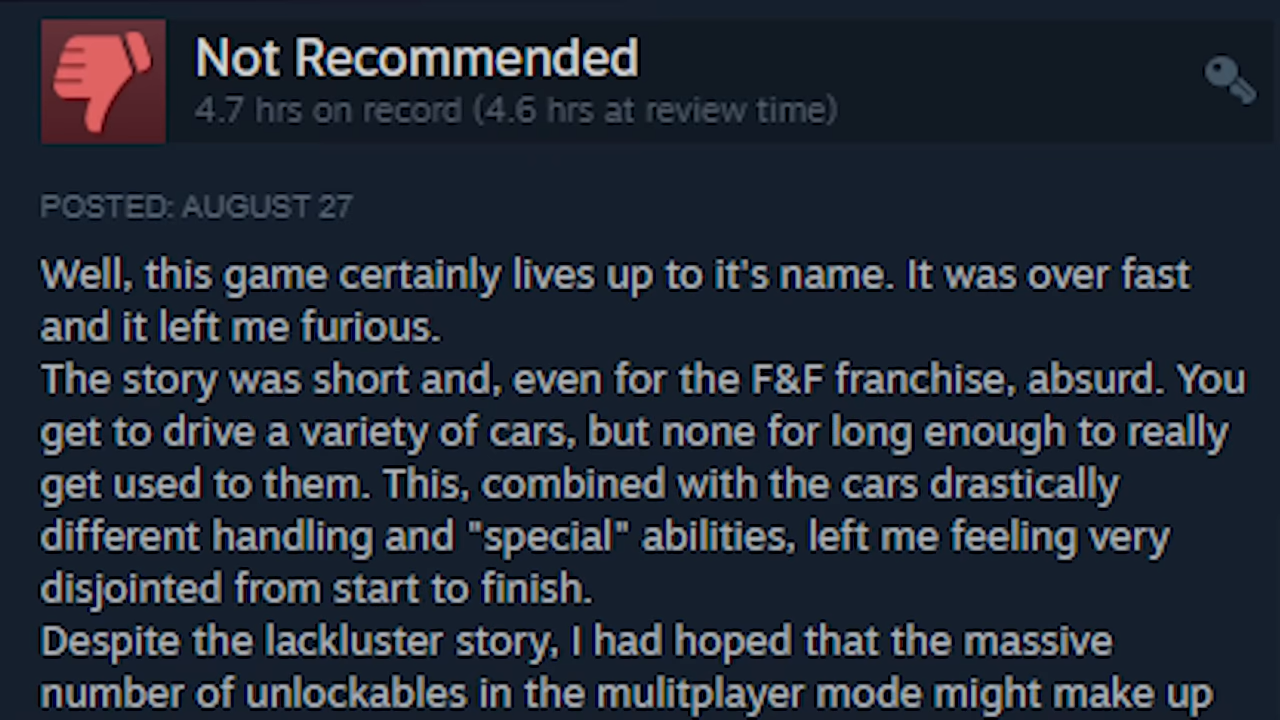 Not Recommended
4.7 hrs on record (4.6 hrs at review time)
POSTED: AUGUST 27
Well, this game certainly lives up to it's name. It was over fast
and it left me furious.
The story was short and, even for the F&F franchise, absurd. You
get to drive a variety of cars, but none for long enough to really
get used to them. This, combined with the cars drastically
different handling and "special" abilities, left me feeling very
disjointed from start to finish.
Despite the lackluster story, I had hoped that the massive
number of unlockables in the mulitplayer mode might make up